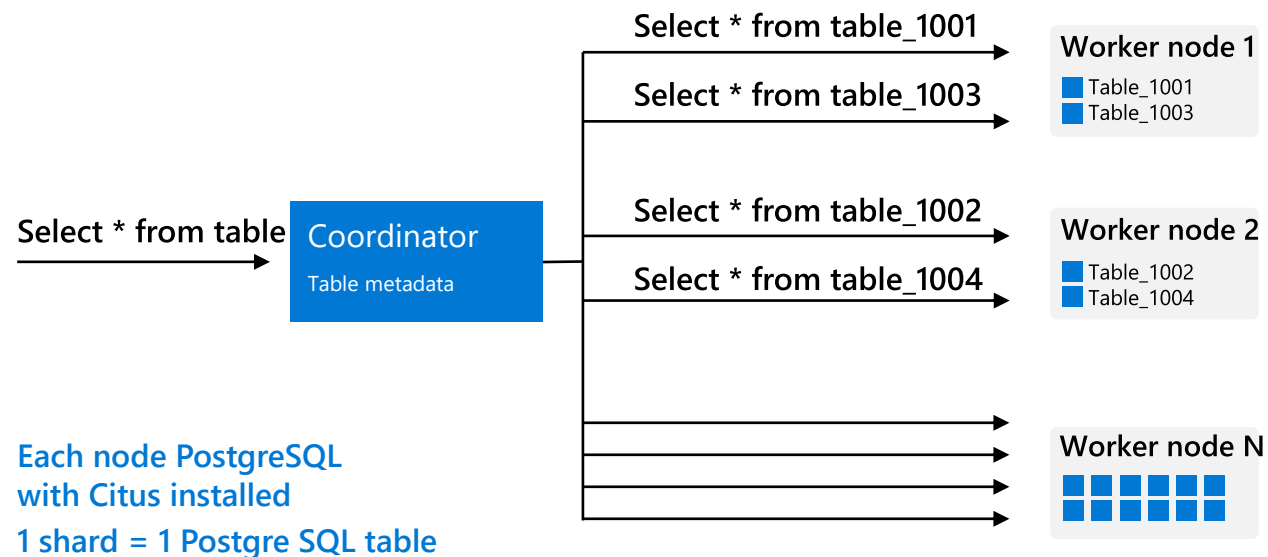 Select * from table_1001
Worker node 1
Table_1001
Table_1003
Select * from table_1003
Select * from table
Coordinator
Table metadata
Select * from table_1002
Worker node 2
Table_1002
Table_1004
Select * from table_1004
Each node PostgreSQL
with Citus installed
1 shard = 1 Postgre SQL table
Worker node N